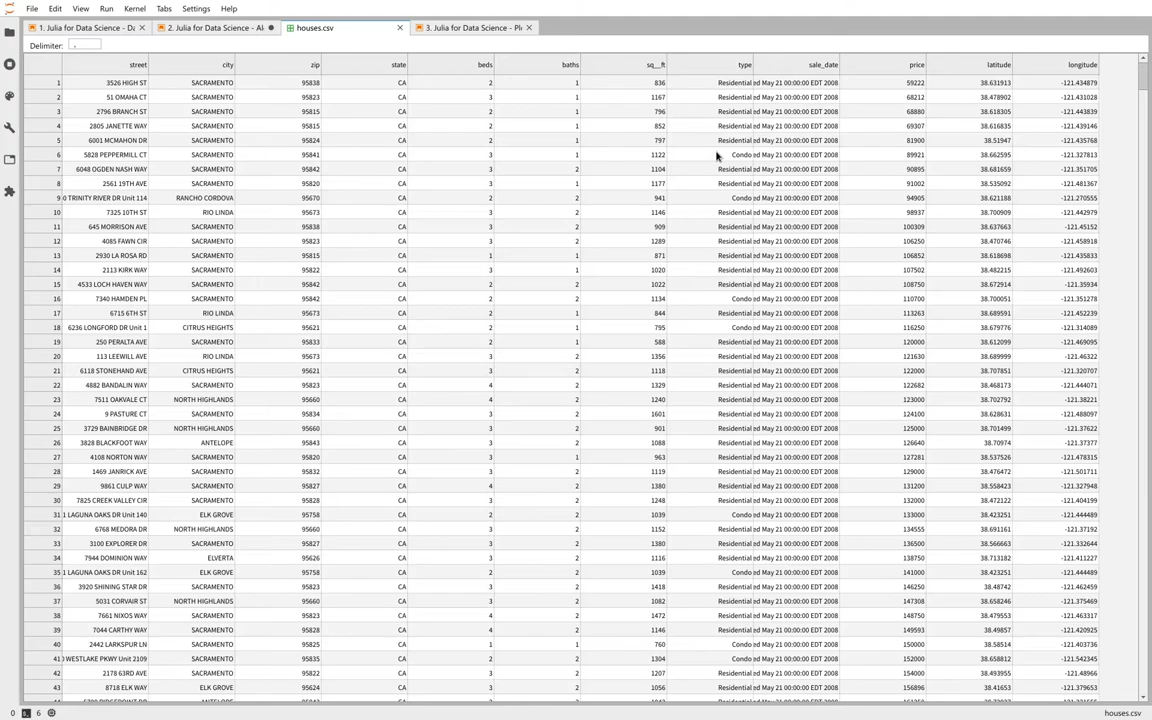 File Edit View Run Kernel Tabs Settings Help
1. Julia for Data Science - Da 2. Julia for Data Science - Al houses.csv 3. Julia for Data Science - Pl
Delimiter: ,
street city zip state beds baths sq__ft type sale_date price latitude longitude
1 3526 HIGH ST SACRAMENTO 95838 CA 2 1 836 Residential ed May 21 00:00:00 EDT 2008 59222 38.631913 -121.434879
2 51 OMAHA CT SACRAMENTO 95823 CA 3 1 1167 Residential ed May 21 00:00:00 EDT 2008 68212 38.478902 -121.431028
3 2796 BRANCH ST SACRAMENTO 95815 CA 2 1 796 Residential ed May 21 00:00:00 EDT 2008 68880 38.618305 -121.443839
4 2805 JANETTE WAY SACRAMENTO 95815 CA 2 1 852 Residential ed May 21 00:00:00 EDT 2008 69307 38.616835 -121.439146
5 6001 MCMAHON DR SACRAMENTO 95824 CA 2 1 797 Residential ed May 21 00:00:00 EDT 2008 81900 38.51947 -121.435768
6 5828 PEPPERMILL CT SACRAMENTO 95841 CA 3 1 1122 Condo ed May 21 00:00:00 EDT 2008 89921 38.662595 -121.327813
7 6048 OGDEN NASH WAY SACRAMENTO 95842 CA 3 2 1104 Residential ed May 21 00:00:00 EDT 2008 90895 38.681659 -121.351705
8 2561 19TH AVE SACRAMENTO 95820 CA 3 1 1177 Residential ed May 21 00:00:00 EDT 2008 91002 38.535092 -121.481367
9 0 TRINITY RIVER DR Unit 114 RANCHO CORDOVA 95670 CA 2 2 941 Condo ed May 21 00:00:00 EDT 2008 94905 38.621188 -121.270555
10 7325 10TH ST RIO LINDA 95673 CA 3 2 1146 Residential ed May 21 00:00:00 EDT 2008 98937 38.700909 -121.442979
11 645 MORRISON AVE SACRAMENTO 95838 CA 3 2 909 Residential ed May 21 00:00:00 EDT 2008 100309 38.637663 -121.45152
12 4085 FAWN CIR SACRAMENTO 95823 CA 3 2 1289 Residential ed May 21 00:00:00 EDT 2008 106250 38.470746 -121.458918
13 2930 LA ROSA RD SACRAMENTO 95815 CA 1 1 871 Residential ed May 21 00:00:00 EDT 2008 106852 38.618698 -121.435833
14 2113 KIRK WAY SACRAMENTO 95822 CA 3 1 1020 Residential ed May 21 00:00:00 EDT 2008 107502 38.482215 -121.492603
15 4533 LOCH HAVEN WAY SACRAMENTO 95842 CA 2 2 1022 Residential ed May 21 00:00:00 EDT 2008 108750 38.672914 -121.35934
16 7340 HAMDEN PL SACRAMENTO 95842 CA 2 2 1134 Condo ed May 21 00:00:00 EDT 2008 110700 38.700051 -121.351278
17 6715 6TH ST RIO LINDA 95673 CA 2 1 844 Residential ed May 21 00:00:00 EDT 2008 113263 38.689591 -121.452239
18 6236 LONGFORD DR Unit 1 CITRUS HEIGHTS 95621 CA 2 1 795 Condo ed May 21 00:00:00 EDT 2008 116250 38.679776 -121.314089
19 250 PERALTA AVE SACRAMENTO 95833 CA 2 1 588 Residential ed May 21 00:00:00 EDT 2008 120000 38.612099 -121.469095
20 113 LEEWILL AVE RIO LINDA 95673 CA 3 2 1356 Residential ed May 21 00:00:00 EDT 2008 121630 38.689999 -121.46322
21 6118 STONEHAND AVE CITRUS HEIGHTS 95621 CA 3 2 1118 Residential ed May 21 00:00:00 EDT 2008 122000 38.707851 -121.320707
22 4882 BANDALIN WAY SACRAMENTO 95823 CA 4 2 1329 Residential ed May 21 00:00:00 EDT 2008 122682 38.468173 -121.444071
23 7511 OAKVALE CT NORTH HIGHLANDS 95660 CA 4 2 1240 Residential ed May 21 00:00:00 EDT 2008 123000 38.702792 -121.38221
24 9 PASTURE CT SACRAMENTO 95834 CA 3 2 1601 Residential ed May 21 00:00:00 EDT 2008 124100 38.628631 -121.488097
25 3729 BAINBRIDGE DR NORTH HIGHLANDS 95660 CA 3 2 901 Residential ed May 21 00:00:00 EDT 2008 125000 38.701499 -121.37622
26 3828 BLACKFOOT WAY ANTELOPE 95843 CA 3 2 1088 Residential ed May 21 00:00:00 EDT 2008 126640 38.70974 -121.37377
27 4108 NORTON WAY SACRAMENTO 95820 CA 3 1 963 Residential ed May 21 00:00:00 EDT 2008 127281 38.537526 -121.478315
28 1469 JANRICK AVE SACRAMENTO 95832 CA 3 2 1119 Residential ed May 21 00:00:00 EDT 2008 129000 38.476472 -121.501711
29 9861 CULP WAY SACRAMENTO 95827 CA 4 2 1380 Residential ed May 21 00:00:00 EDT 2008 131200 38.558423 -121.327948
30 7825 CREEK VALLEY CIR SACRAMENTO 95828 CA 3 2 1248 Residential ed May 21 00:00:00 EDT 2008 132000 38.472122 -121.404199
31 1 LAGUNA OAKS DR Unit 140 ELK GROVE 95758 CA 2 2 1039 Condo ed May 21 00:00:00 EDT 2008 133000 38.423251 -121.444489
32 6768 MEDORA DR NORTH HIGHLANDS 95660 CA 3 2 1152 Residential ed May 21 00:00:00 EDT 2008 134555 38.691161 -121.37192
33 3100 EXPLORER DR SACRAMENTO 95827 CA 3 2 1380 Residential ed May 21 00:00:00 EDT 2008 136500 38.566663 -121.332644
34 7944 DOMINION WAY ELVERTA 95626 CA 3 2 1116 Residential ed May 21 00:00:00 EDT 2008 138750 38.713182 -121.411227
35 1 LAGUNA OAKS DR Unit 162 ELK GROVE 95758 CA 2 2 1039 Condo ed May 21 00:00:00 EDT 2008 141000 38.423251 -121.444489
36 3920 SHINING STAR DR SACRAMENTO 95823 CA 3 2 1418 Residential ed May 21 00:00:00 EDT 2008 146250 38.48742 -121.462459
37 5031 CORVAIR ST NORTH HIGHLANDS 95660 CA 3 2 1082 Residential ed May 21 00:00:00 EDT 2008 147308 38.658246 -121.375469
38 7661 NIXOS WAY SACRAMENTO 95823 CA 4 2 1472 Residential ed May 21 00:00:00 EDT 2008 148750 38.479553 -121.463317
39 7044 CARTHY WAY SACRAMENTO 95828 CA 4 2 1146 Residential ed May 21 00:00:00 EDT 2008 149593 38.49857 -121.420925
40 2442 LARKSPUR LN SACRAMENTO 95825 CA 1 1 760 Condo ed May 21 00:00:00 EDT 2008 150000 38.58514 -121.403736
41 0 WESTLAKE PKWY Unit 2109 SACRAMENTO 95835 CA 2 2 1304 Condo ed May 21 00:00:00 EDT 2008 152000 38.658812 -121.542345
42 2178 63RD AVE SACRAMENTO 95822 CA 3 2 1207 Residential ed May 21 00:00:00 EDT 2008 154000 38.493955 -121.48966
43 8718 ELK WAY ELK GROVE 95624 CA 3 2 1056 Residential ed May 21 00:00:00 EDT 2008 156896 38.41653 -121.379653
0 6 houses.csv